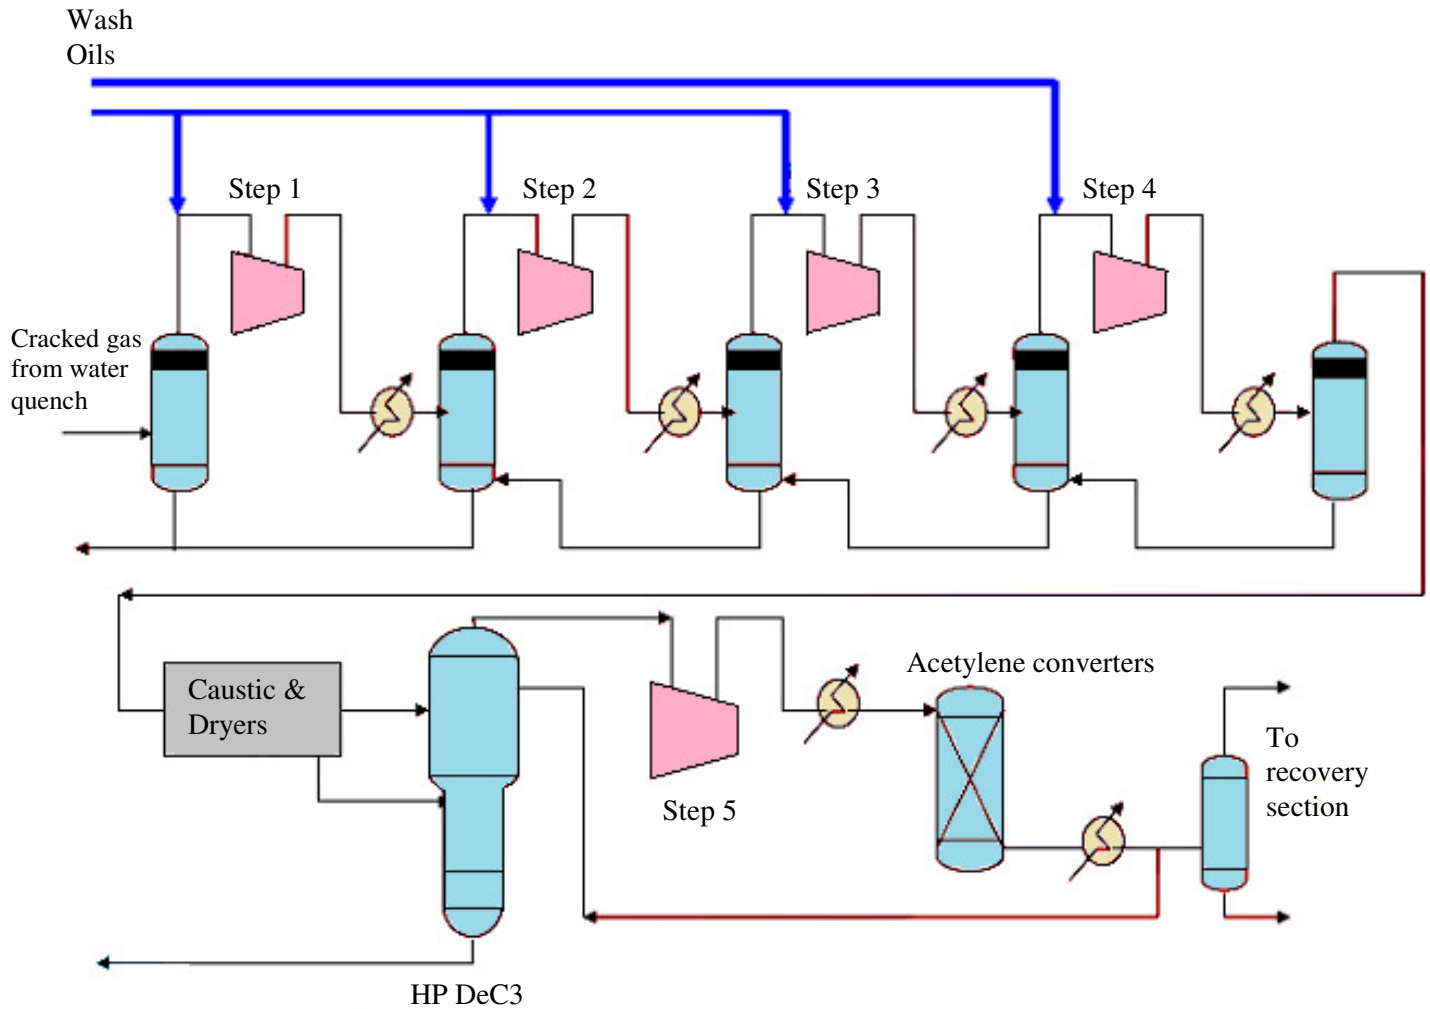 Wash
Oils
Step 1
Step 2
Step 3
Step 4
Cracked gas
from water
quench
Caustic &
Dryers
Acetylene converters
To
recovery
section
Step 5
HP DeC3